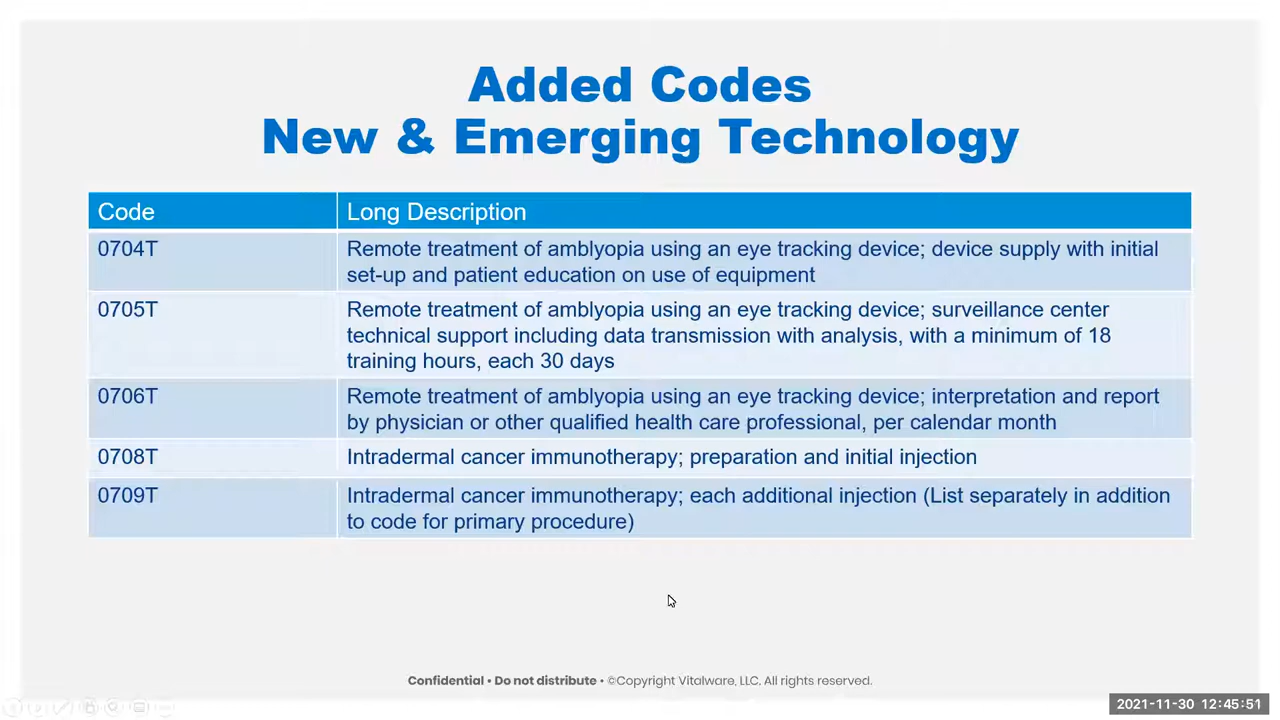 Added Codes
New & Emerging Technology
Code Long Description
0704T Remote treatment of amblyopia using an eye tracking device; device supply with initial
set-up and patient education on use of equipment
0705T Remote treatment of amblyopia using an eye tracking device; surveillance center
technical support including data transmission with analysis, with a minimum of 18
training hours, each 30 days
0706T Remote treatment of amblyopia using an eye tracking device; interpretation and report
by physician or other qualified health care professional, per calendar month
0708T Intradermal cancer immunotherapy; preparation and initial injection
0709T Intradermal cancer immunotherapy; each additional injection (List separately in addition
to code for primary procedure)
Confidential • Do not distribute • ©Copyright Vitalware, LLC. All rights reserved.
2021-11-30 12:45:51